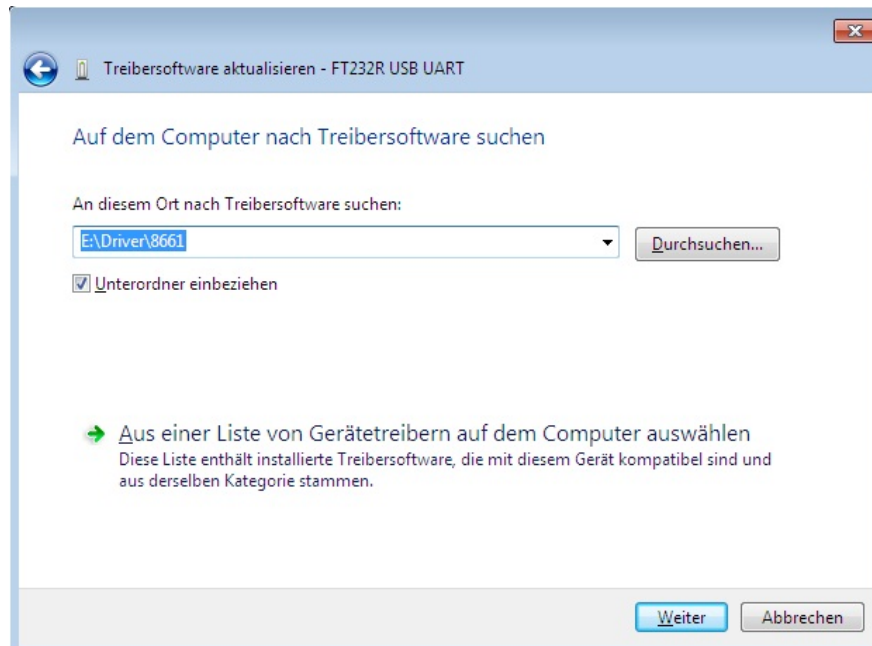 Treibersoftware aktualisieren - FT232R USB UART
Auf dem Computer nach Treibersoftware suchen
An diesem Ort nach Treibersoftware suchen:
E:\Driver\8661
Durchsuchen...
Unterordner einbeziehen
Aus einer Liste von Gerätetreibern auf dem Computer auswählen
Diese Liste enthält installierte Treibersoftware, die mit diesem Gerät kompatibel sind und
aus derselben Kategorie stammen.
Weiter
Abbrechen